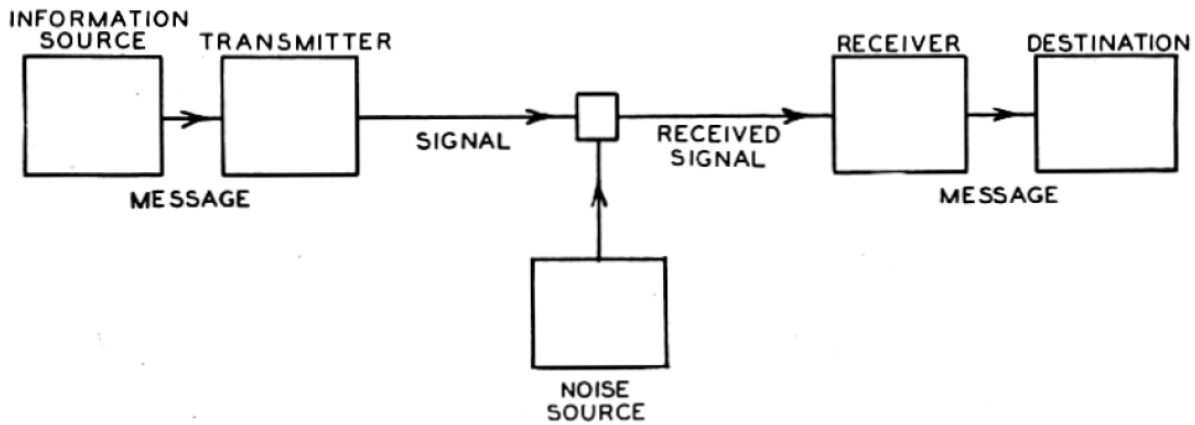 INFORMATION
SOURCE
TRANSMITTER
RECEIVER
DESTINATION
SIGNAL
RECEIVED
SIGNAL
MESSAGE
MESSAGE
NOISE
SOURCE